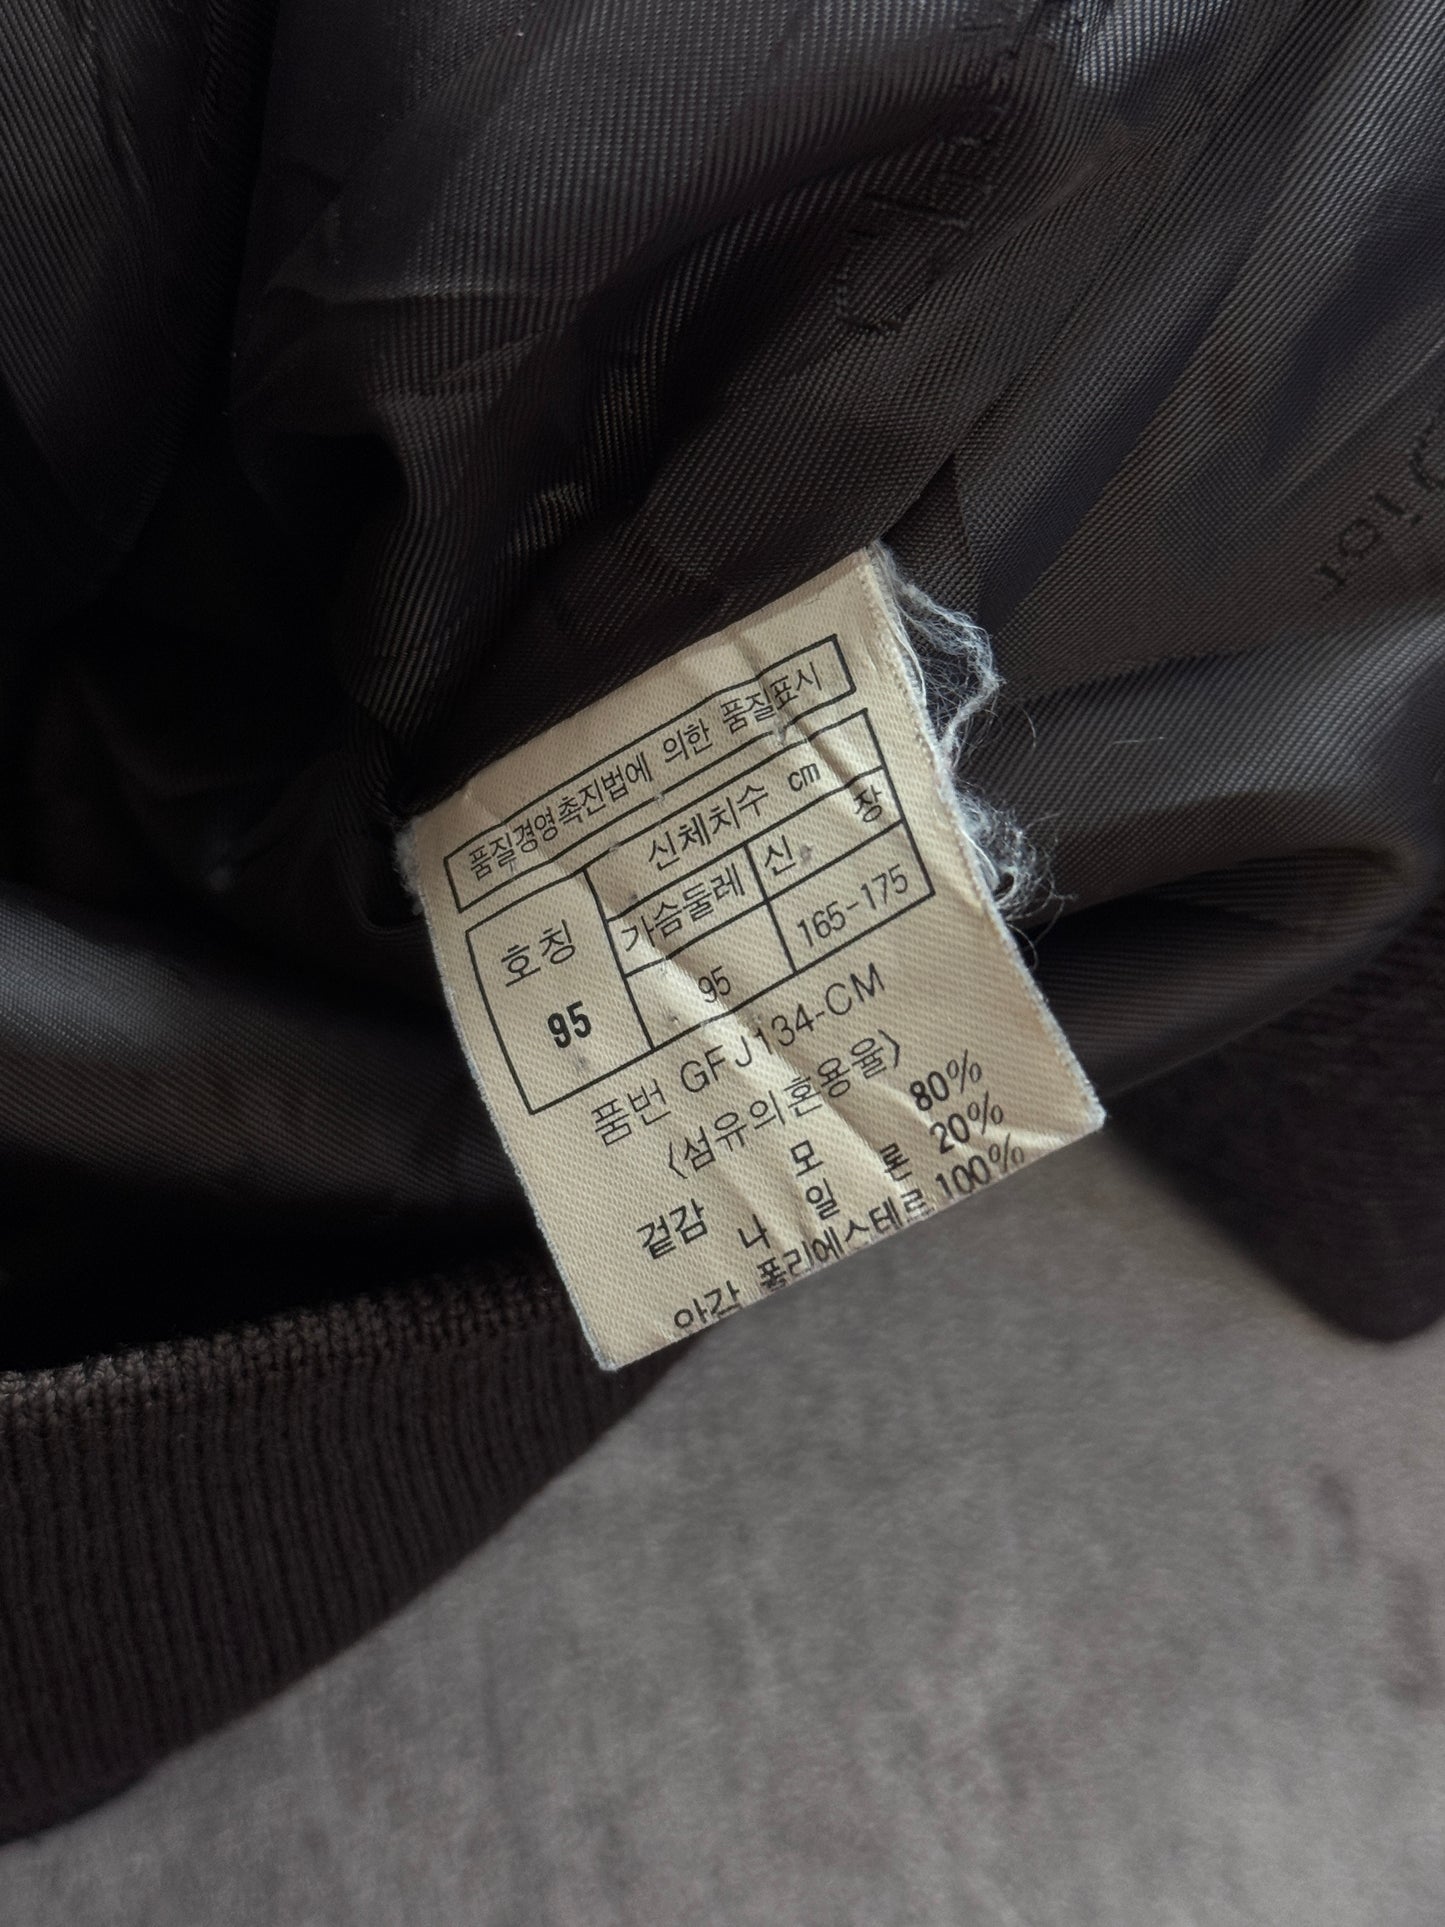 품질경영촉진법에 의한 품질표시
호칭 신체치수 cm
가슴둘레 신장
95 95 165-175
품번 GFJ134-CM
〈섬유의혼용율〉
겉감 모 80%
나일론 20%
안감 폴리에스테르 100%